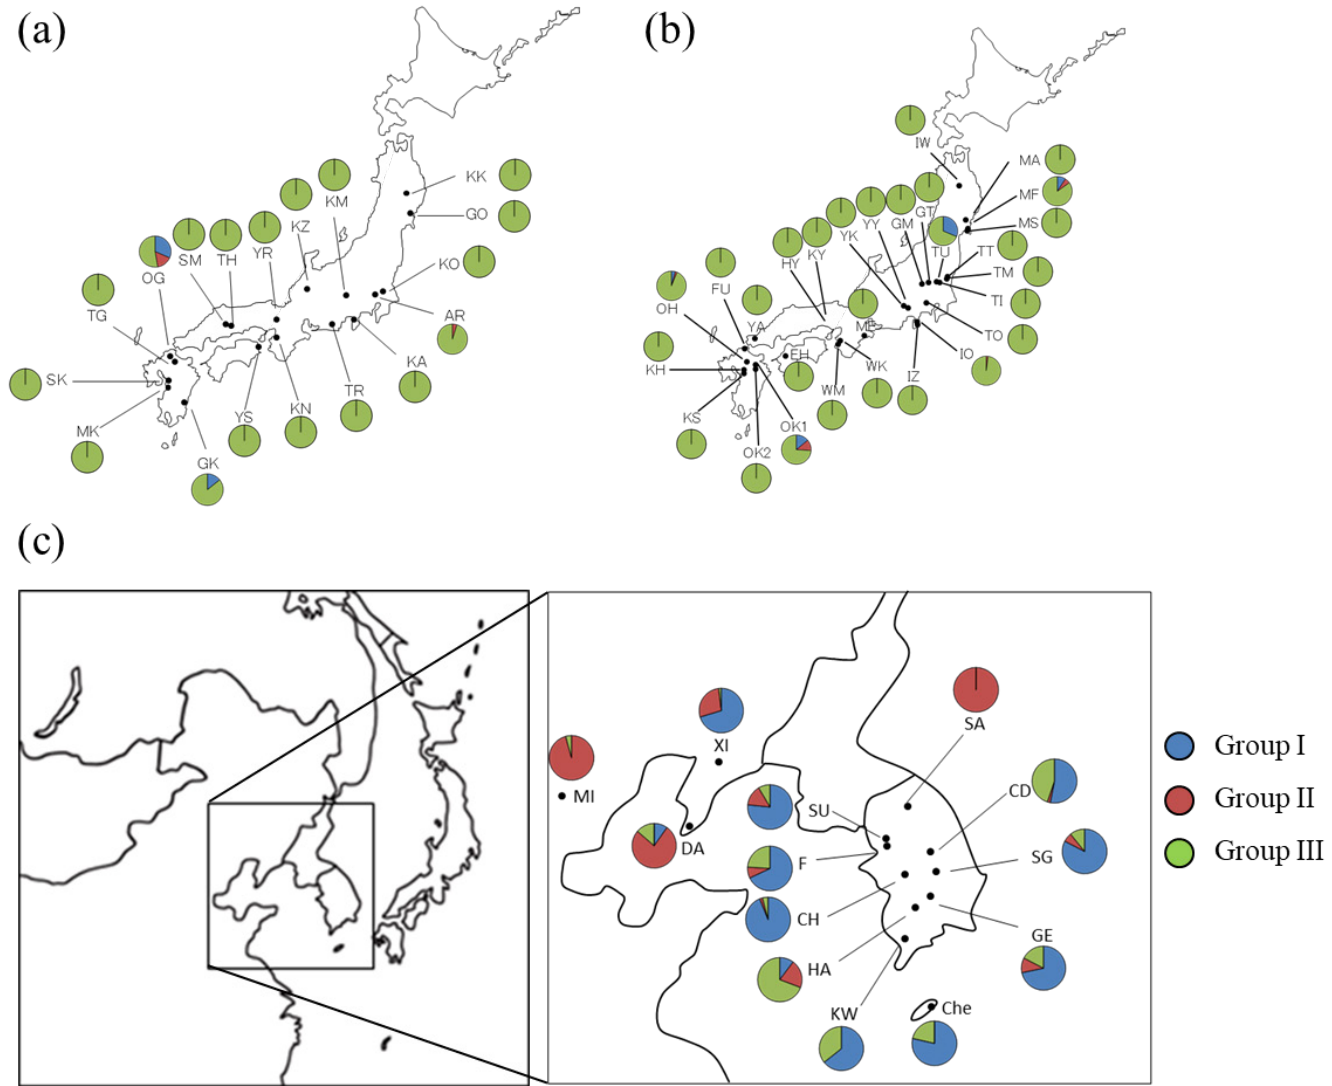 (a)
KK
GO
KM
KZ
YR
TH
SM
OG
TG
KO
AR
KA
SK
TR
KN
YS
MK
GK
(b)
IW
MA
MF
MS
GT
GM
YY
YK
KY
HY
TU
TT
TM
TI
TO
IO
IZ
FU
OH
YA
ME
EH
WK
WM
KH
KS
OK1
OK2
(c)
SA
XI
MI
CD
SU
DA
F
SG
CH
GE
HA
KW
Che
Group I
Group II
Group III